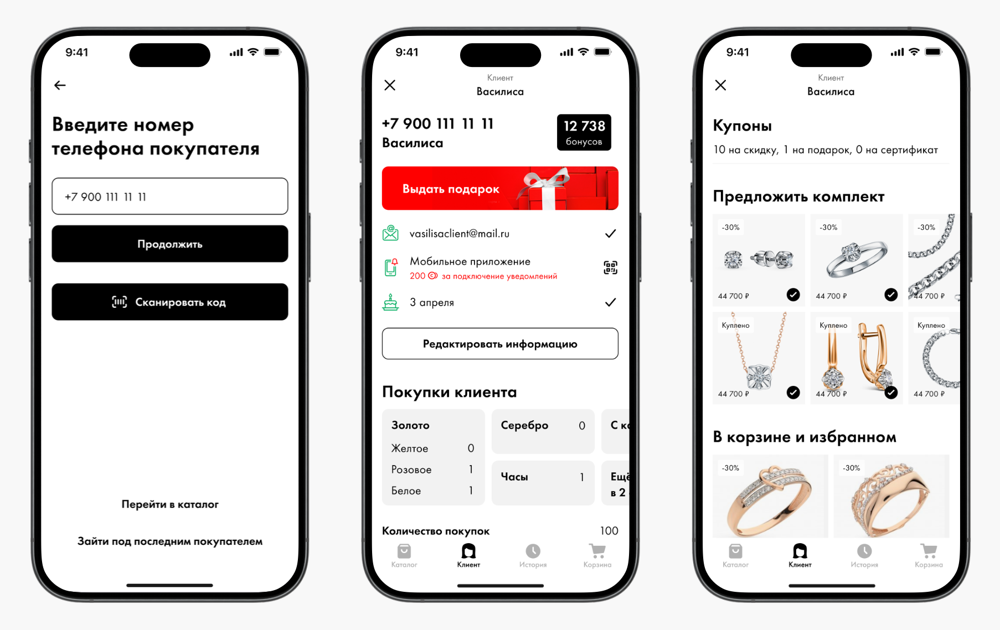 9:41
Введите номер
телефона покупателя
+7 900 111 11 11
Продолжить
Сканировать код
Перейти в каталог
Зайти под последним покупателем
9:41
Клиент
Василиса
+7 900 111 11 11
Василиса
12 738
бонусов
Выдать подарок
vasilisaclient@mail.ru
Мобильное приложение
200 за подключение уведомлений
3 апреля
Редактировать информацию
Покупки клиента
Золото
Желтое 0
Розовое 1
Белое 1
Серебро 0
Часы 1
С
Ещё
в 2
Количество покупок 100
Каталог
Клиент
История
Корзина
9:41
Клиент
Василиса
Купоны
10 на скидку, 1 на подарок, 0 на сертификат
Предложить комплект
-30%
44 700 ₽
-30%
44 700 ₽
-30%
44 700 ₽
Куплено
44 700 ₽
Куплено
44 700 ₽
Куплено
44 700 ₽
В корзине и избранном
-30%
-30%
Каталог
Клиент
История
Корзина